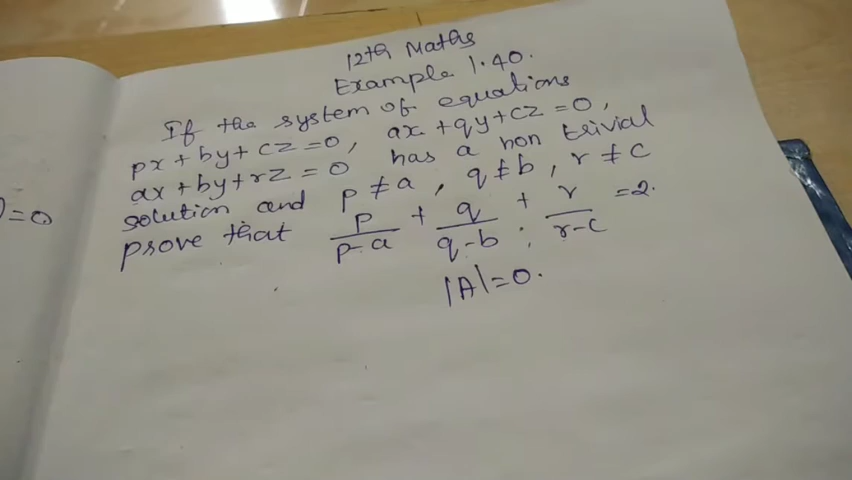 12th Maths
Example 1.40.
If the system of equations
px + by + cz = 0, ax + qy + cz = 0,
ax + by + rz = 0 has a non trivial
solution and p ≠ a, q ≠ b, r ≠ c
prove that p/p-a + q/q-b + r/r-c = 2.
|A| = 0.
) = 0